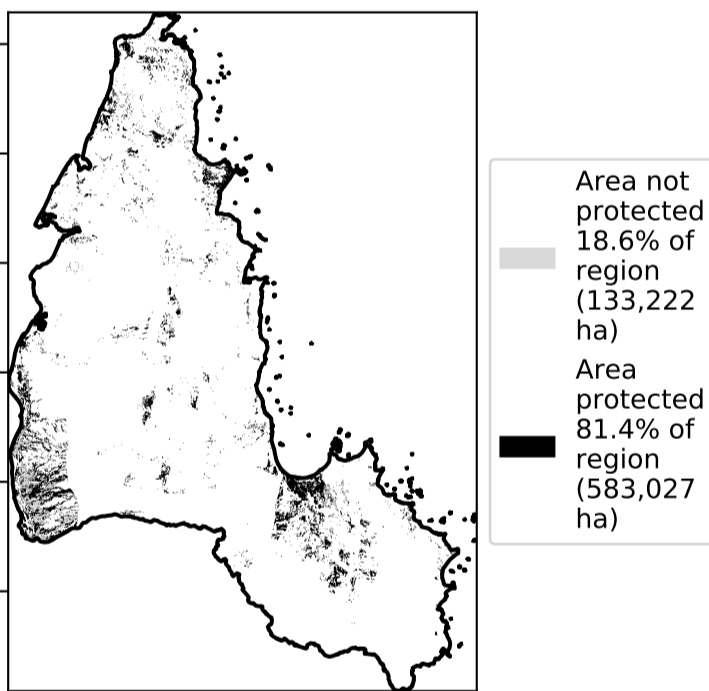 Area not
protected
18.6% of
region
(133,222
ha)
Area
protected
81.4% of
region
(583,027
ha)